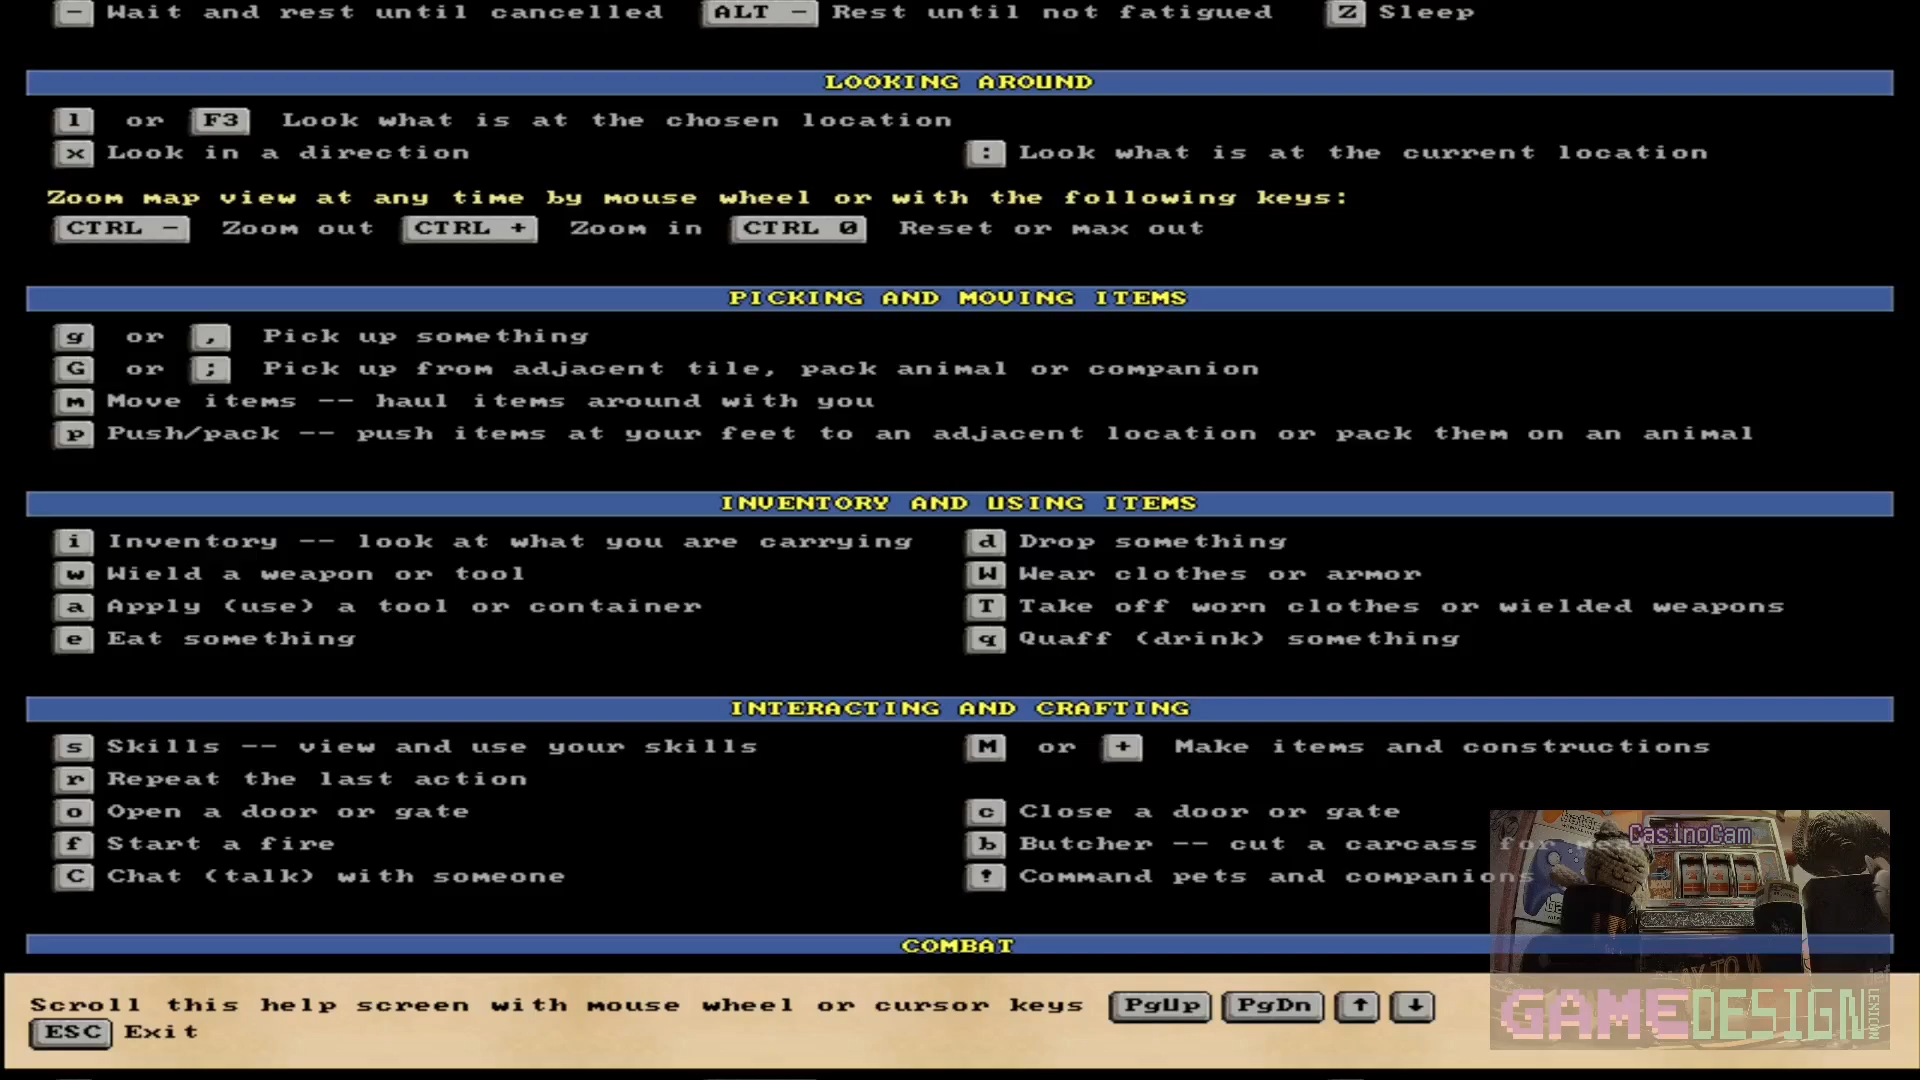 - Wait and rest until cancelled ALT - Rest until not fatigued Z Sleep
LOOKING AROUND
l or F3 Look what is at the chosen location
x Look in a direction : Look what is at the current location
Zoom map view at any time by mouse wheel or with the following keys:
CTRL - Zoom out CTRL + Zoom in CTRL 0 Reset or max out
PICKING AND MOVING ITEMS
g or , Pick up something
G or ; Pick up from adjacent tile, pack animal or companion
m Move items -- haul items around with you
p Push/pack -- push items at your feet to an adjacent location or pack them on an animal
INVENTORY AND USING ITEMS
i Inventory -- look at what you are carrying d Drop something
w Wield a weapon or tool W Wear clothes or armor
a Apply (use) a tool or container T Take off worn clothes or wielded weapons
e Eat something q Quaff (drink) something
INTERACTING AND CRAFTING
s Skills -- view and use your skills M or + Make items and constructions
r Repeat the last action
o Open a door or gate c Close a door or gate
f Start a fire b Butcher -- cut a carcass for
C Chat (talk) with someone ! Command pets and companions
COMBAT
CasinoCam
Scroll this help screen with mouse wheel or cursor keys PgUp PgDn ↑ ↓
ESC Exit
GAMEDESIGN
LEXICON